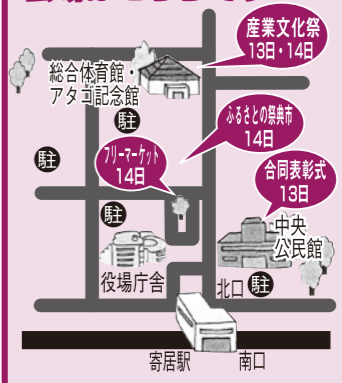 産業文化祭
13日・14日
総合体育館・
アタゴ記念館
駐
ふるさとの祭典市
14日
駐
フリーマーケット
14日
合同表彰式
13日
駐
中央
公民館
役場庁舎
北口
駐
寄居駅
南口